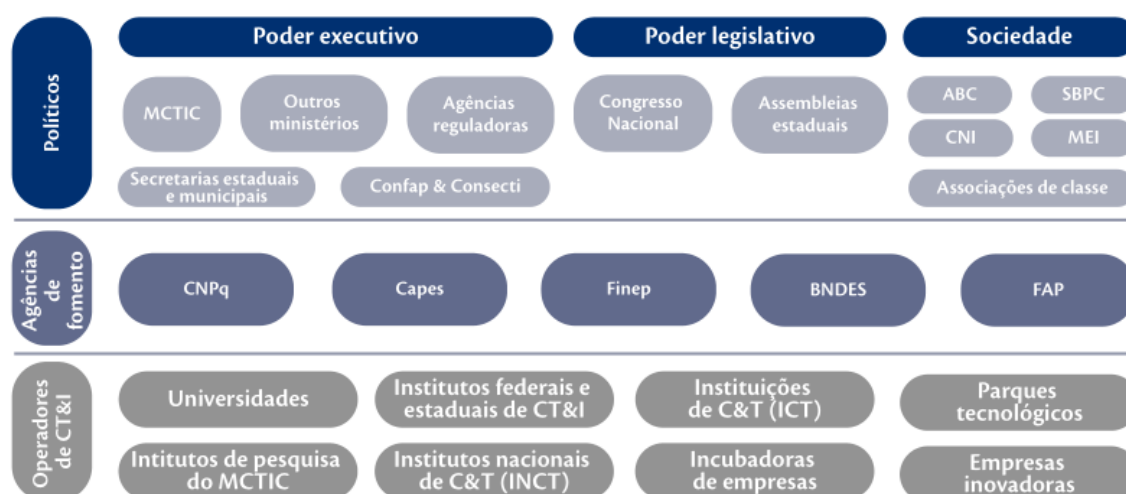 Políticos
Poder executivo
Poder legislativo
Sociedade
MCTIC
Outros
ministérios
Agências
reguladoras
Congresso
Nacional
Assembleias
estaduais
ABC
SBPC
CNI
MEI
Secretarias estaduais
e municipais
Confap & Consecti
Associações de classe
Agências
de
fomento
CNPq
Capes
Finep
BNDES
FAP
Operadores
de CT&I
Universidades
Institutos federais e
estaduais de CT&I
Instituições
de C&T (ICT)
Parques
tecnológicos
Intitutos de pesquisa
do MCTIC
Institutos nacionais
de C&T (INCT)
Incubadoras
de empresas
Empresas
inovadoras